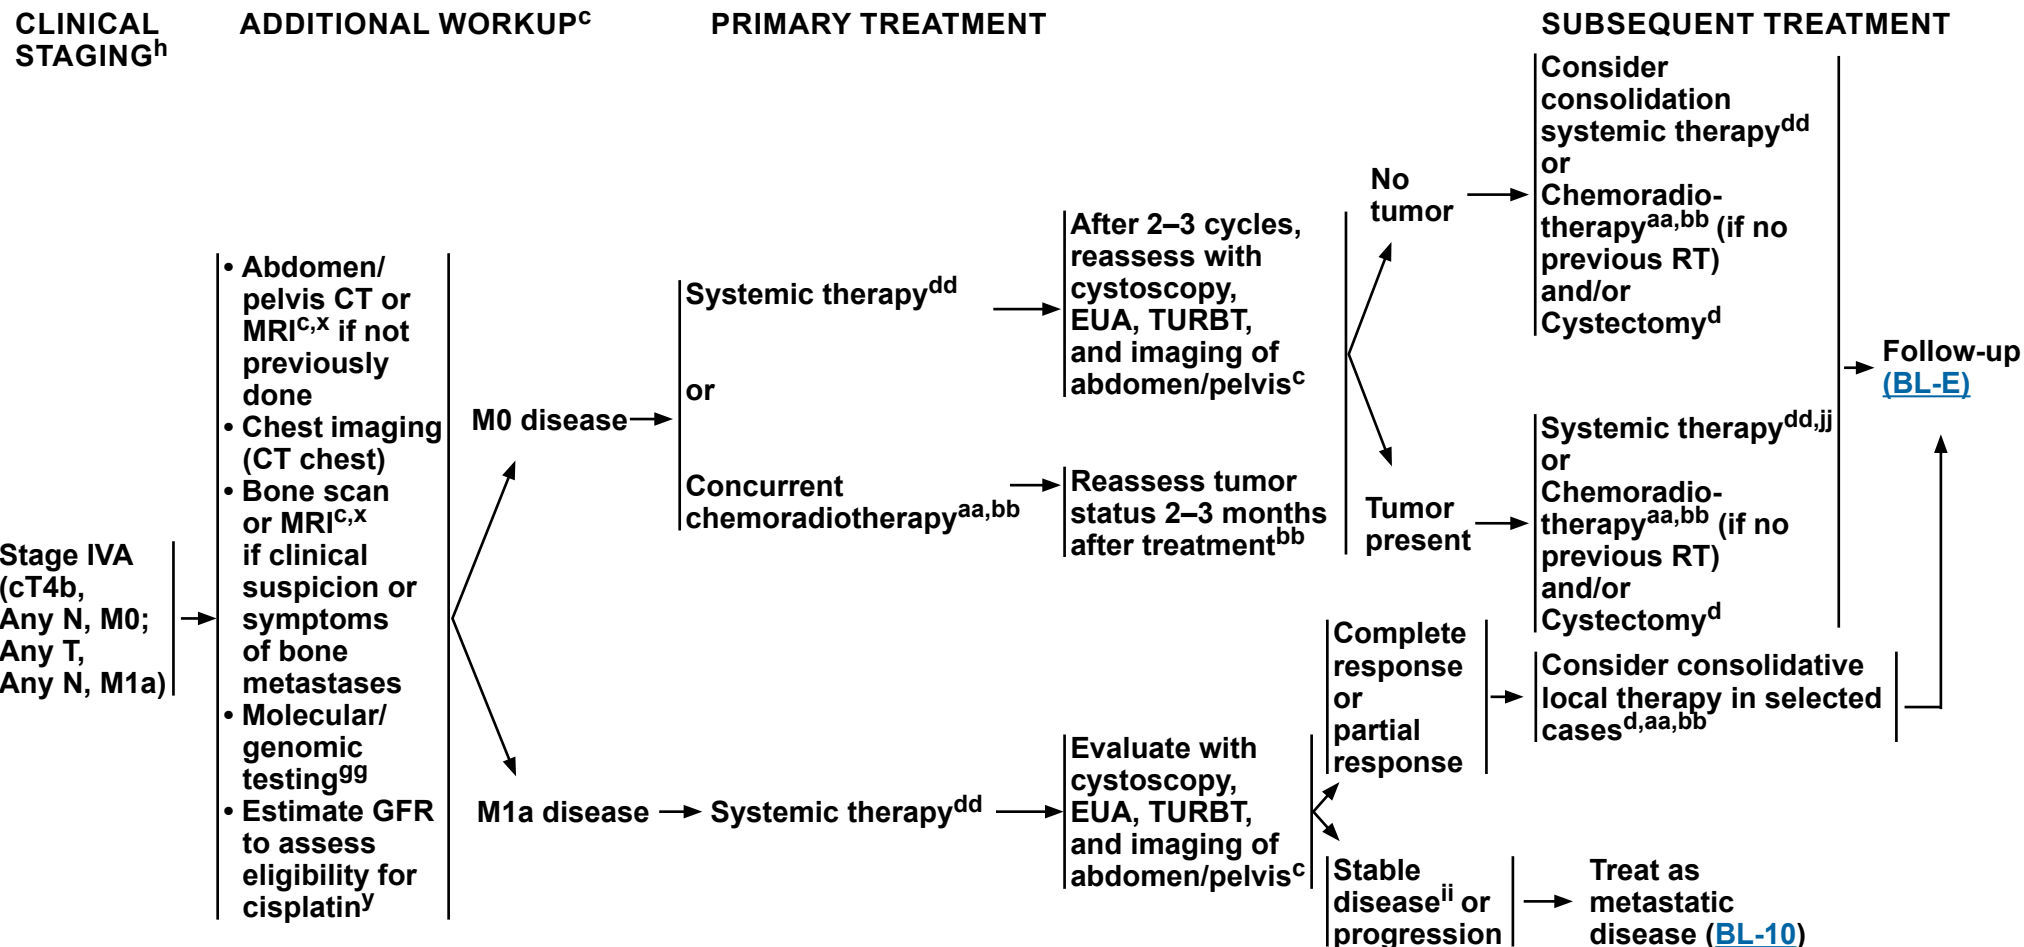 CLINICAL
STAGINGh
ADDITIONAL WORKUPc
PRIMARY TREATMENT
SUBSEQUENT TREATMENT
Stage IVA
(cT4b,
Any N, M0;
Any T,
Any N, M1a)
• Abdomen/
pelvis CT or
MRIc,x if not
previously
done
• Chest imaging
(CT chest)
• Bone scan
or MRIc,x
if clinical
suspicion or
symptoms
of bone
metastases
• Molecular/
genomic
testinggg
• Estimate GFR
to assess
eligibility for
cisplatiny
M0 disease
Systemic therapydd
or
Concurrent
chemoradiotherapyaa,bb
After 2–3 cycles,
reassess with
cystoscopy,
EUA, TURBT,
and imaging of
abdomen/pelvisc
Reassess tumor
status 2–3 months
after treatmentbb
No
tumor
Consider
consolidation
systemic therapydd
or
Chemoradio-
therapyaa,bb (if no
previous RT)
and/or
Cystectomyd
Tumor
present
Systemic therapydd,jj
or
Chemoradio-
therapyaa,bb (if no
previous RT)
and/or
Cystectomyd
Follow-up
(BL-E)
M1a disease
Systemic therapydd
Evaluate with
cystoscopy,
EUA, TURBT,
and imaging of
abdomen/pelvisc
Complete
response
or
partial
response
Consider consolidative
local therapy in selected
casesd,aa,bb
Stable
diseaseii or
progression
Treat as
metastatic
disease (BL-10)